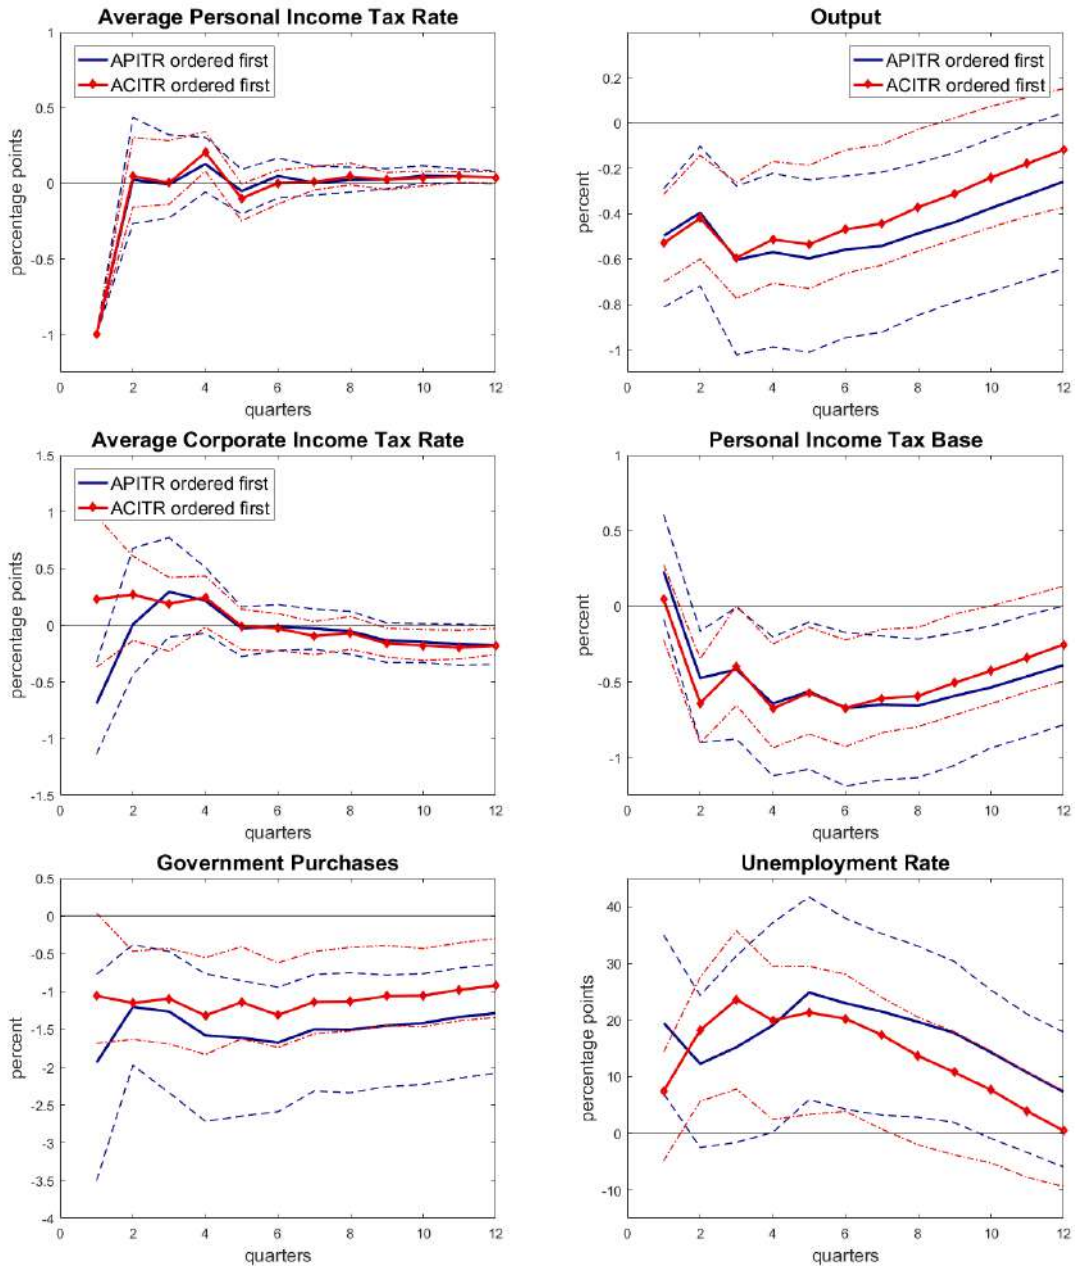 Average Personal Income Tax Rate
1
0.5
0
-0.5
-1
percentage points
APITR ordered first
ACITR ordered first
0 2 4 6 8 10 12
quarters
Output
0.2
0
-0.2
-0.4
-0.6
-0.8
-1
percent
APITR ordered first
ACITR ordered first
0 2 4 6 8 10 12
quarters
Average Corporate Income Tax Rate
1.5
1
0.5
0
-0.5
-1
-1.5
percentage points
APITR ordered first
ACITR ordered first
0 2 4 6 8 10 12
quarters
Personal Income Tax Base
1
0.5
0
-0.5
-1
percent
0 2 4 6 8 10 12
quarters
Government Purchases
0.5
0
-0.5
-1
-1.5
-2
-2.5
-3
-3.5
-4
percent
0 2 4 6 8 10 12
quarters
Unemployment Rate
40
30
20
10
0
-10
percentage points
0 2 4 6 8 10 12
quarters